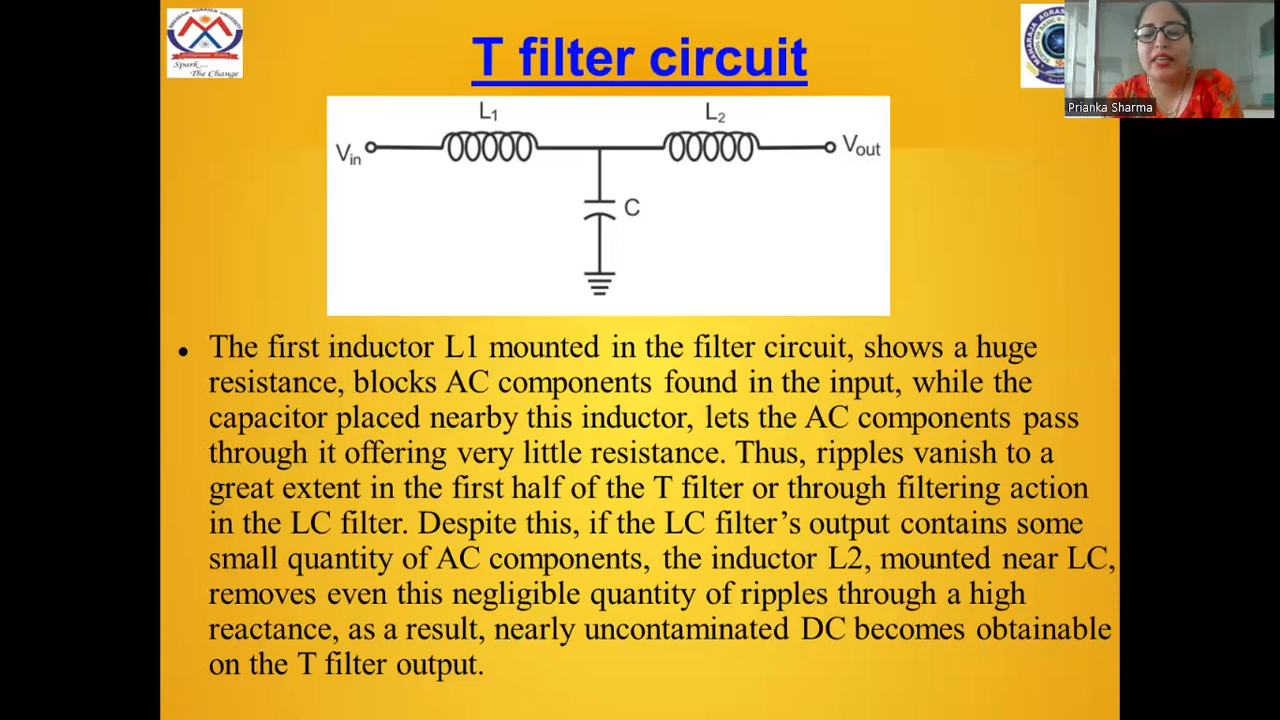 T filter circuit
Prianka Sharma
L1
L2
Vin
Vout
C
Spark...
The Change
• The first inductor L1 mounted in the filter circuit, shows a huge
resistance, blocks AC components found in the input, while the
capacitor placed nearby this inductor, lets the AC components pass
through it offering very little resistance. Thus, ripples vanish to a
great extent in the first half of the T filter or through filtering action
in the LC filter. Despite this, if the LC filter’s output contains some
small quantity of AC components, the inductor L2, mounted near LC,
removes even this negligible quantity of ripples through a high
reactance, as a result, nearly uncontaminated DC becomes obtainable
on the T filter output.